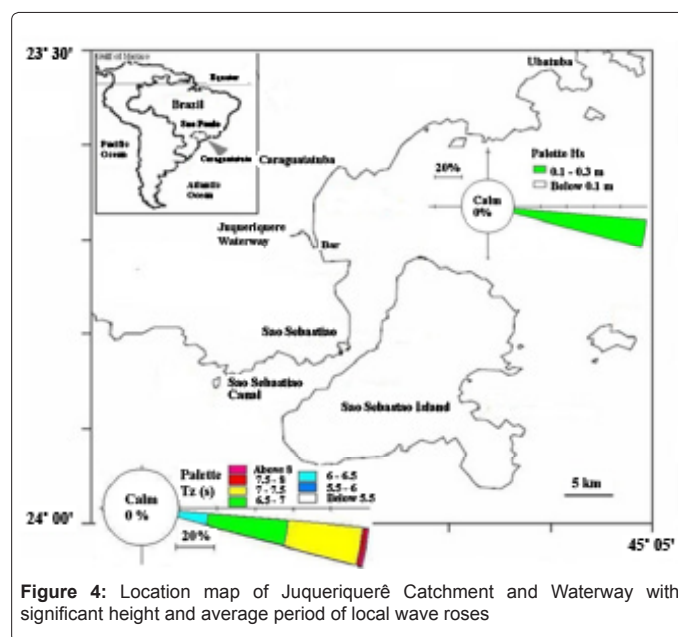 23° 30'
Gulf of Mexico
Equator
Brazil
Sao Paulo
Pacific
Ocean
Caraguatatuba
Atlantic
Ocean
Ubatuba
Caraguatatuba
20%
Palette Hs
0.1 - 0.3 m
Below 0.1 m
Calm
0%
Juqueriquere
Waterway
Bar
Sao Sebastiao
Sao Sebastiao
Canal
Sao Sebastao Island
Palette
Tz (s)
Above 8
7.5 - 8
7 - 7.5
6.5 - 7
6 - 6.5
5.5 - 6
Below 5.5
Calm
0 %
20%
5 km
24° 00'
45° 05'
Figure 4: Location map of Juqueriquerê Catchment and Waterway with
significant height and average period of local wave roses